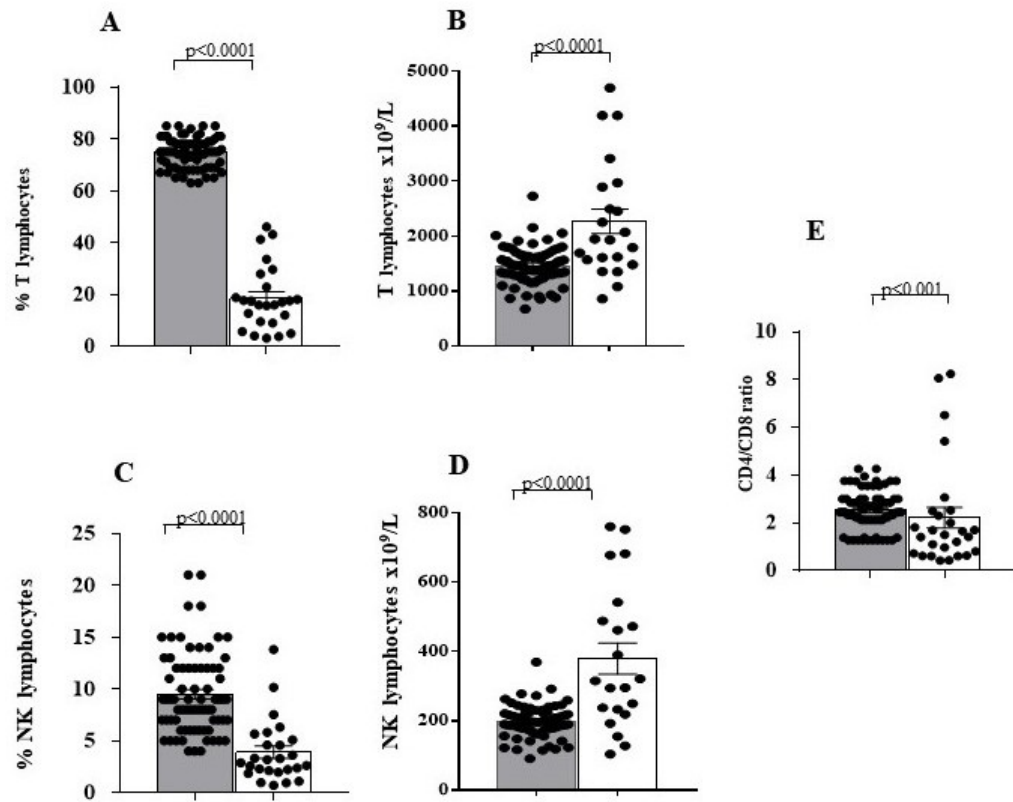 A
p<0.0001
% T lymphocytes
100
80
60
40
20
0
B
p<0.0001
T lymphocytes x10⁹/L
5000
4000
3000
2000
1000
0
C
p<0.0001
% NK lymphocytes
25
20
15
10
5
0
D
p<0.0001
NK lymphocytes x10⁹/L
800
600
400
200
0
E
p<0.001
CD4/CD8 ratio
10
8
6
4
2
0